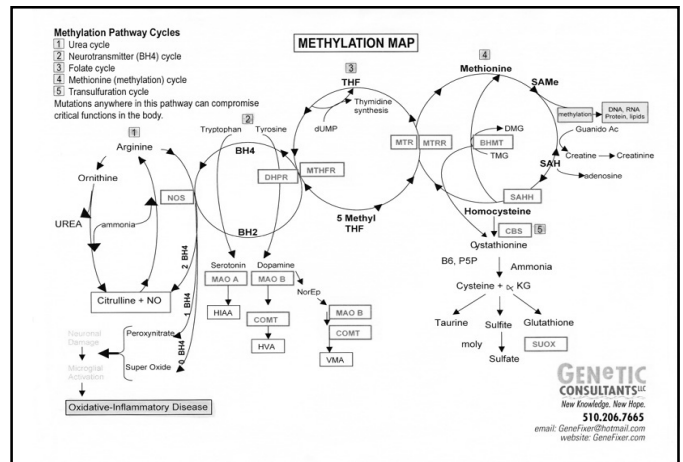 Methylation Pathway Cycles
1 Urea cycle
2 Neurotransmitter (BH4) cycle
3 Folate cycle
4 Methionine (methylation) cycle
5 Transulfuration cycle
Mutations anywhere in this pathway can compromise
critical functions in the body.
METHYLATION MAP
1
Arginine
Ornithine
UREA
ammonia
Citrulline + NO
NOS
2 BH4
1 BH4
0 BH4
Peroxynitrate
Super Oxide
Neuronal
Damage
Microglial
Activation
Oxidative-Inflammatory Disease
2
Tryptophan
Tyrosine
BH4
DHPR
MTHFR
BH2
Serotonin
Dopamine
MAO A
MAO B
NorEp
HIAA
COMT
HVA
MAO B
COMT
VMA
3
THF
Thymidine
synthesis
dUMP
5 Methyl
THF
MTR
MTRR
4
Methionine
SAMe
methylation
DNA, RNA
Protein, lipids
DMG
BHMT
TMG
Guanido Ac
Creatine
Creatinine
SAH
adenosine
SAHH
Homocysteine
CBS
5
Cystathionine
B6, P5P
Ammonia
Cysteine + α KG
Taurine
Sulfite
Glutathione
moly
SUOX
Sulfate
GENeTIC
CONSULTANTS LLC
New Knowledge. New Hope.
510.206.7665
email: GeneFixer@hotmail.com
website: GeneFixer.com